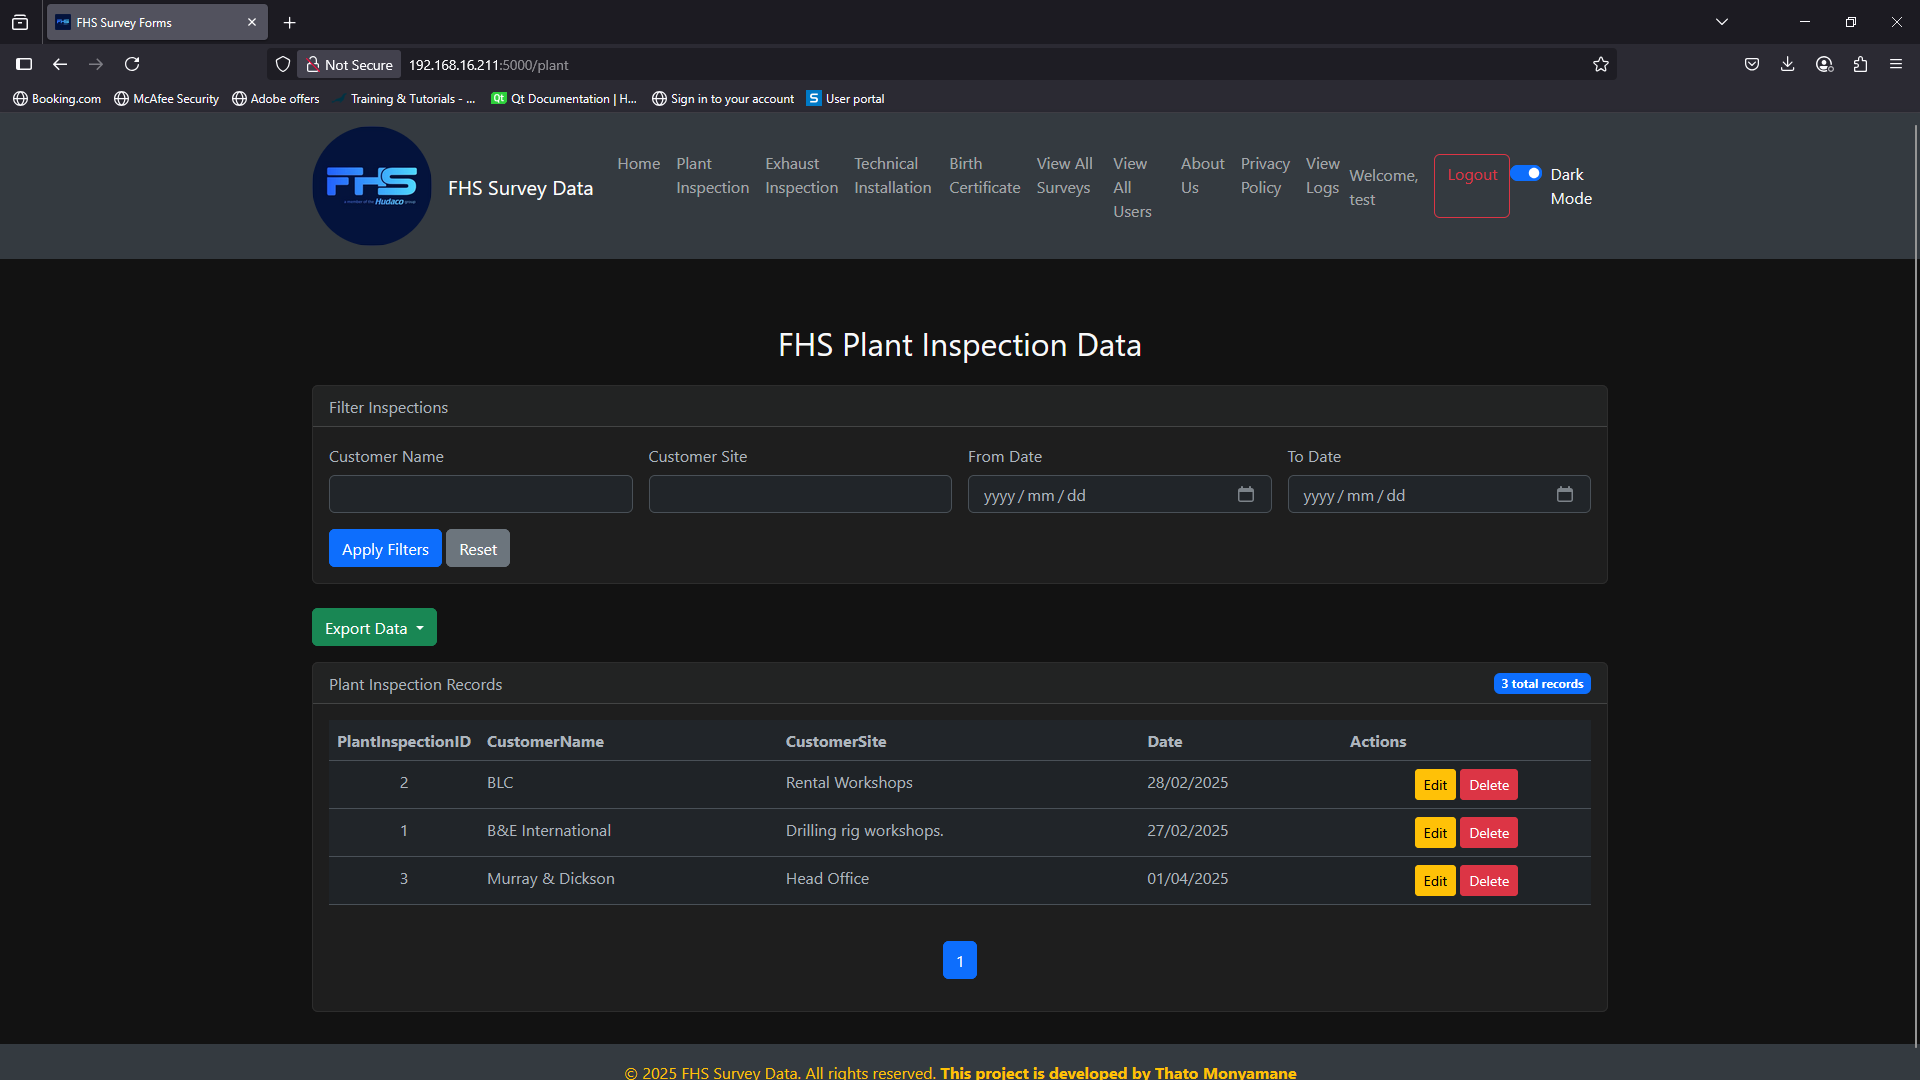 FHS Survey Forms
Not Secure
192.168.16.211:5000/plant
Booking.com
McAfee Security
Adobe offers
Training & Tutorials - ...
Qt Documentation | H...
Sign in to your account
S User portal
FHS
a member of the Hudaco group
FHS Survey Data
Home
Plant
Inspection
Exhaust
Inspection
Technical
Installation
Birth
Certificate
View All
Surveys
View
All
Users
About
Us
Privacy
Policy
View
Logs
Welcome,
test
Logout
Dark
Mode
FHS Plant Inspection Data
Filter Inspections
Customer Name
Customer Site
From Date
To Date
yyyy / mm / dd
yyyy / mm / dd
Apply Filters
Reset
Export Data
Plant Inspection Records
3 total records
PlantInspectionID CustomerName CustomerSite Date Actions
2 BLC Rental Workshops 28/02/2025 Edit Delete
1 B&E International Drilling rig workshops. 27/02/2025 Edit Delete
3 Murray & Dickson Head Office 01/04/2025 Edit Delete
1
© 2025 FHS Survey Data. All rights reserved. This project is developed by Thato Monyamane